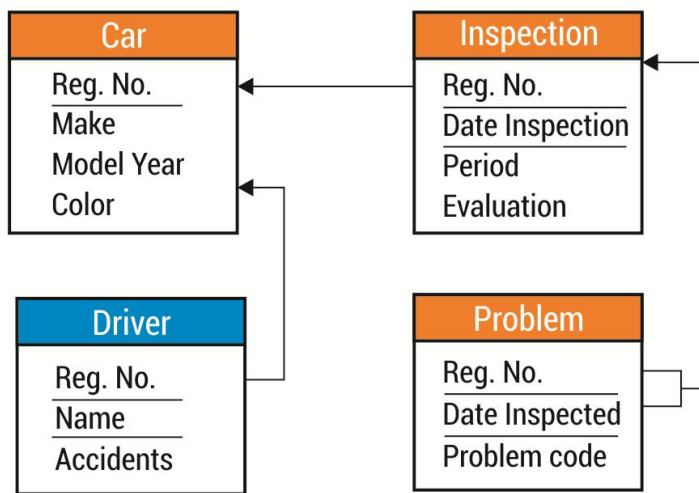 Car
Reg. No.
Make
Model Year
Color
Inspection
Reg. No.
Date Inspection
Period
Evaluation
Driver
Reg. No.
Name
Accidents
Problem
Reg. No.
Date Inspected
Problem code